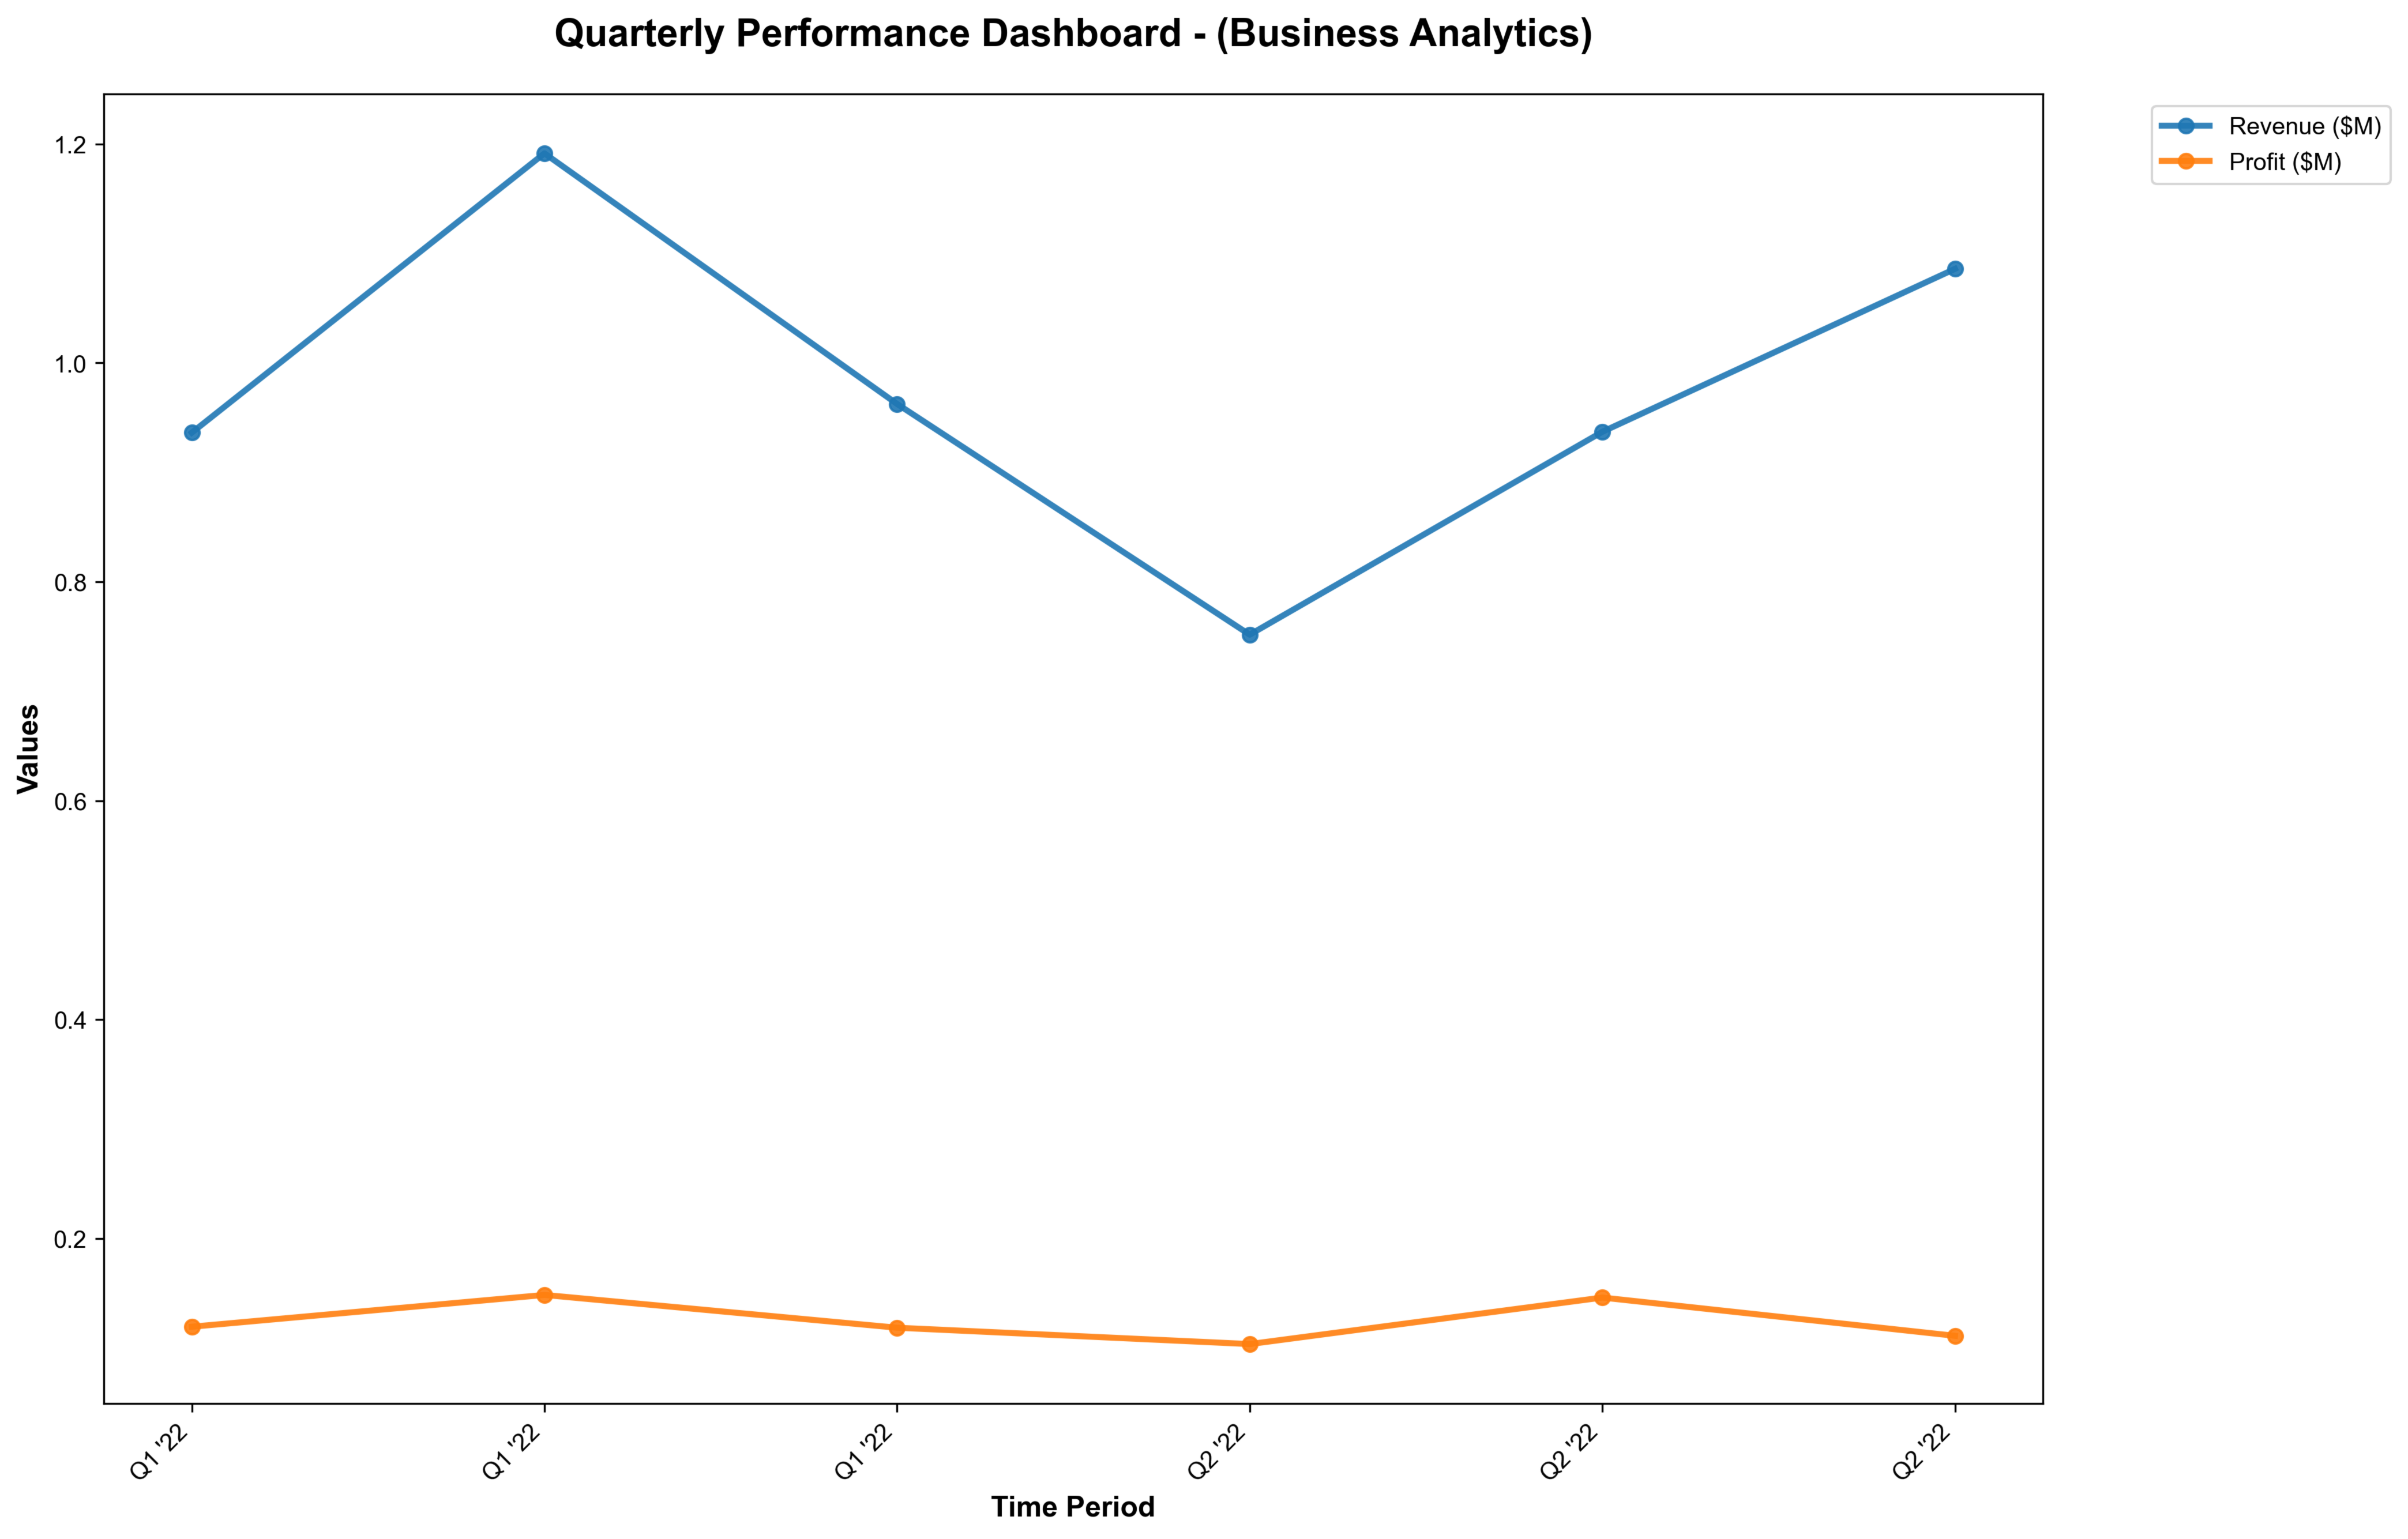 Quarterly Performance Dashboard - (Business Analytics)
Revenue ($M)
Profit ($M)
Values
1.2
1.0
0.8
0.6
0.4
0.2
Q1 '22
Q1 '22
Q1 '22
Q2 '22
Q2 '22
Q2 '22
Time Period